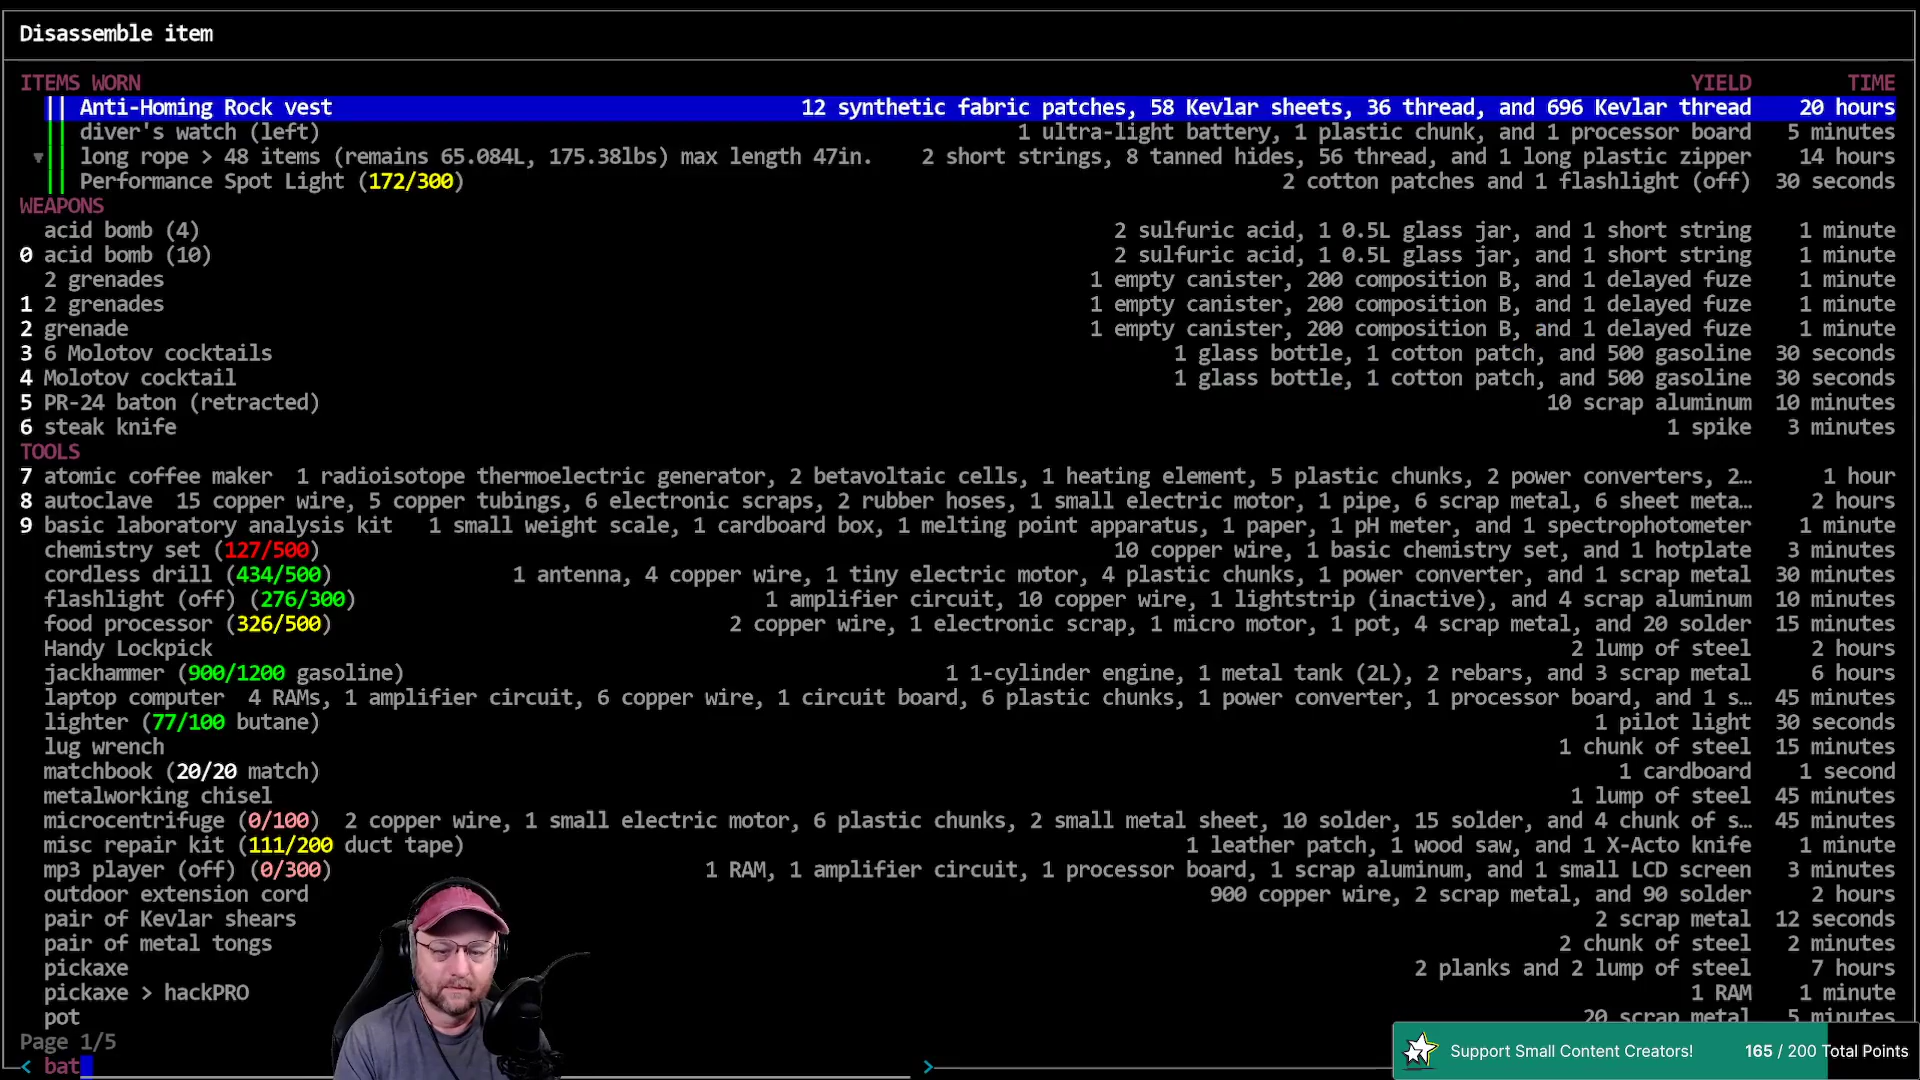 Disassemble item
ITEMS WORN YIELD TIME
|| Anti-Homing Rock vest 12 synthetic fabric patches, 58 Kevlar sheets, 36 thread, and 696 Kevlar thread 20 hours
|| diver's watch (left) 1 ultra-light battery, 1 plastic chunk, and 1 processor board 5 minutes
▼|| long rope > 48 items (remains 65.084L, 175.38lbs) max length 47in. 2 short strings, 8 tanned hides, 56 thread, and 1 long plastic zipper 14 hours
|| Performance Spot Light (172/300) 2 cotton patches and 1 flashlight (off) 30 seconds
WEAPONS
acid bomb (4) 2 sulfuric acid, 1 0.5L glass jar, and 1 short string 1 minute
0 acid bomb (10) 2 sulfuric acid, 1 0.5L glass jar, and 1 short string 1 minute
2 grenades 1 empty canister, 200 composition B, and 1 delayed fuze 1 minute
1 2 grenades 1 empty canister, 200 composition B, and 1 delayed fuze 1 minute
2 grenade 1 empty canister, 200 composition B, and 1 delayed fuze 1 minute
3 6 Molotov cocktails 1 glass bottle, 1 cotton patch, and 500 gasoline 30 seconds
4 Molotov cocktail 1 glass bottle, 1 cotton patch, and 500 gasoline 30 seconds
5 PR-24 baton (retracted) 10 scrap aluminum 10 minutes
6 steak knife 1 spike 3 minutes
TOOLS
7 atomic coffee maker 1 radioisotope thermoelectric generator, 2 betavoltaic cells, 1 heating element, 5 plastic chunks, 2 power converters, 2… 1 hour
8 autoclave 15 copper wire, 5 copper tubings, 6 electronic scraps, 2 rubber hoses, 1 small electric motor, 1 pipe, 6 scrap metal, 6 sheet meta… 2 hours
9 basic laboratory analysis kit 1 small weight scale, 1 cardboard box, 1 melting point apparatus, 1 paper, 1 pH meter, and 1 spectrophotometer 1 minute
chemistry set (127/500) 10 copper wire, 1 basic chemistry set, and 1 hotplate 3 minutes
cordless drill (434/500) 1 antenna, 4 copper wire, 1 tiny electric motor, 4 plastic chunks, 1 power converter, and 1 scrap metal 30 minutes
flashlight (off) (276/300) 1 amplifier circuit, 10 copper wire, 1 lightstrip (inactive), and 4 scrap aluminum 10 minutes
food processor (326/500) 2 copper wire, 1 electronic scrap, 1 micro motor, 1 pot, 4 scrap metal, and 20 solder 15 minutes
Handy Lockpick 2 lump of steel 2 hours
jackhammer (900/1200 gasoline) 1 1-cylinder engine, 1 metal tank (2L), 2 rebars, and 3 scrap metal 6 hours
laptop computer 4 RAMs, 1 amplifier circuit, 6 copper wire, 1 circuit board, 6 plastic chunks, 1 power converter, 1 processor board, and 1 s… 45 minutes
lighter (77/100 butane) 1 pilot light 30 seconds
lug wrench 1 chunk of steel 15 minutes
matchbook (20/20 match) 1 cardboard 1 second
metalworking chisel 1 lump of steel 45 minutes
microcentrifuge (0/100) 2 copper wire, 1 small electric motor, 6 plastic chunks, 2 small metal sheet, 10 solder, 15 solder, and 4 chunk of s… 45 minutes
misc repair kit (111/200 duct tape) 1 leather patch, 1 wood saw, and 1 X-Acto knife 1 minute
mp3 player (off) (0/300) 1 RAM, 1 amplifier circuit, 1 processor board, 1 scrap aluminum, and 1 small LCD screen 3 minutes
outdoor extension cord 900 copper wire, 2 scrap metal, and 90 solder 2 hours
pair of Kevlar shears 2 scrap metal 12 seconds
pair of metal tongs 2 chunk of steel 2 minutes
pickaxe 2 planks and 2 lump of steel 7 hours
pickaxe > hackPRO 1 RAM 1 minute
pot 20 scrap metal 5 minutes
Page 1/5
< bat >
Support Small Content Creators! 165 / 200 Total Points